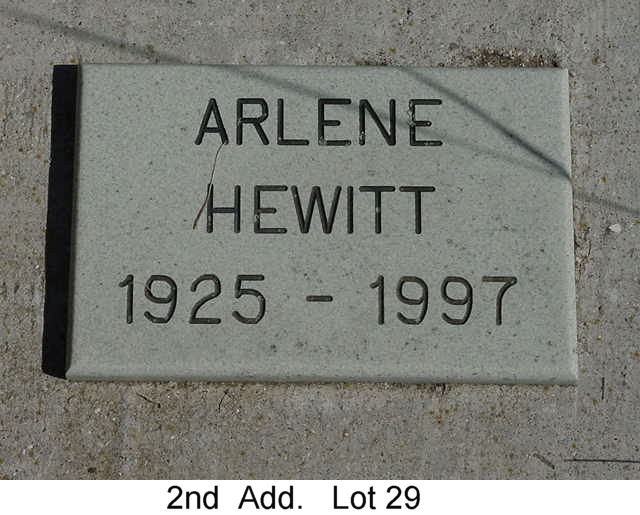 ARLENE
HEWITT
1925 - 1997
2nd Add. Lot 29